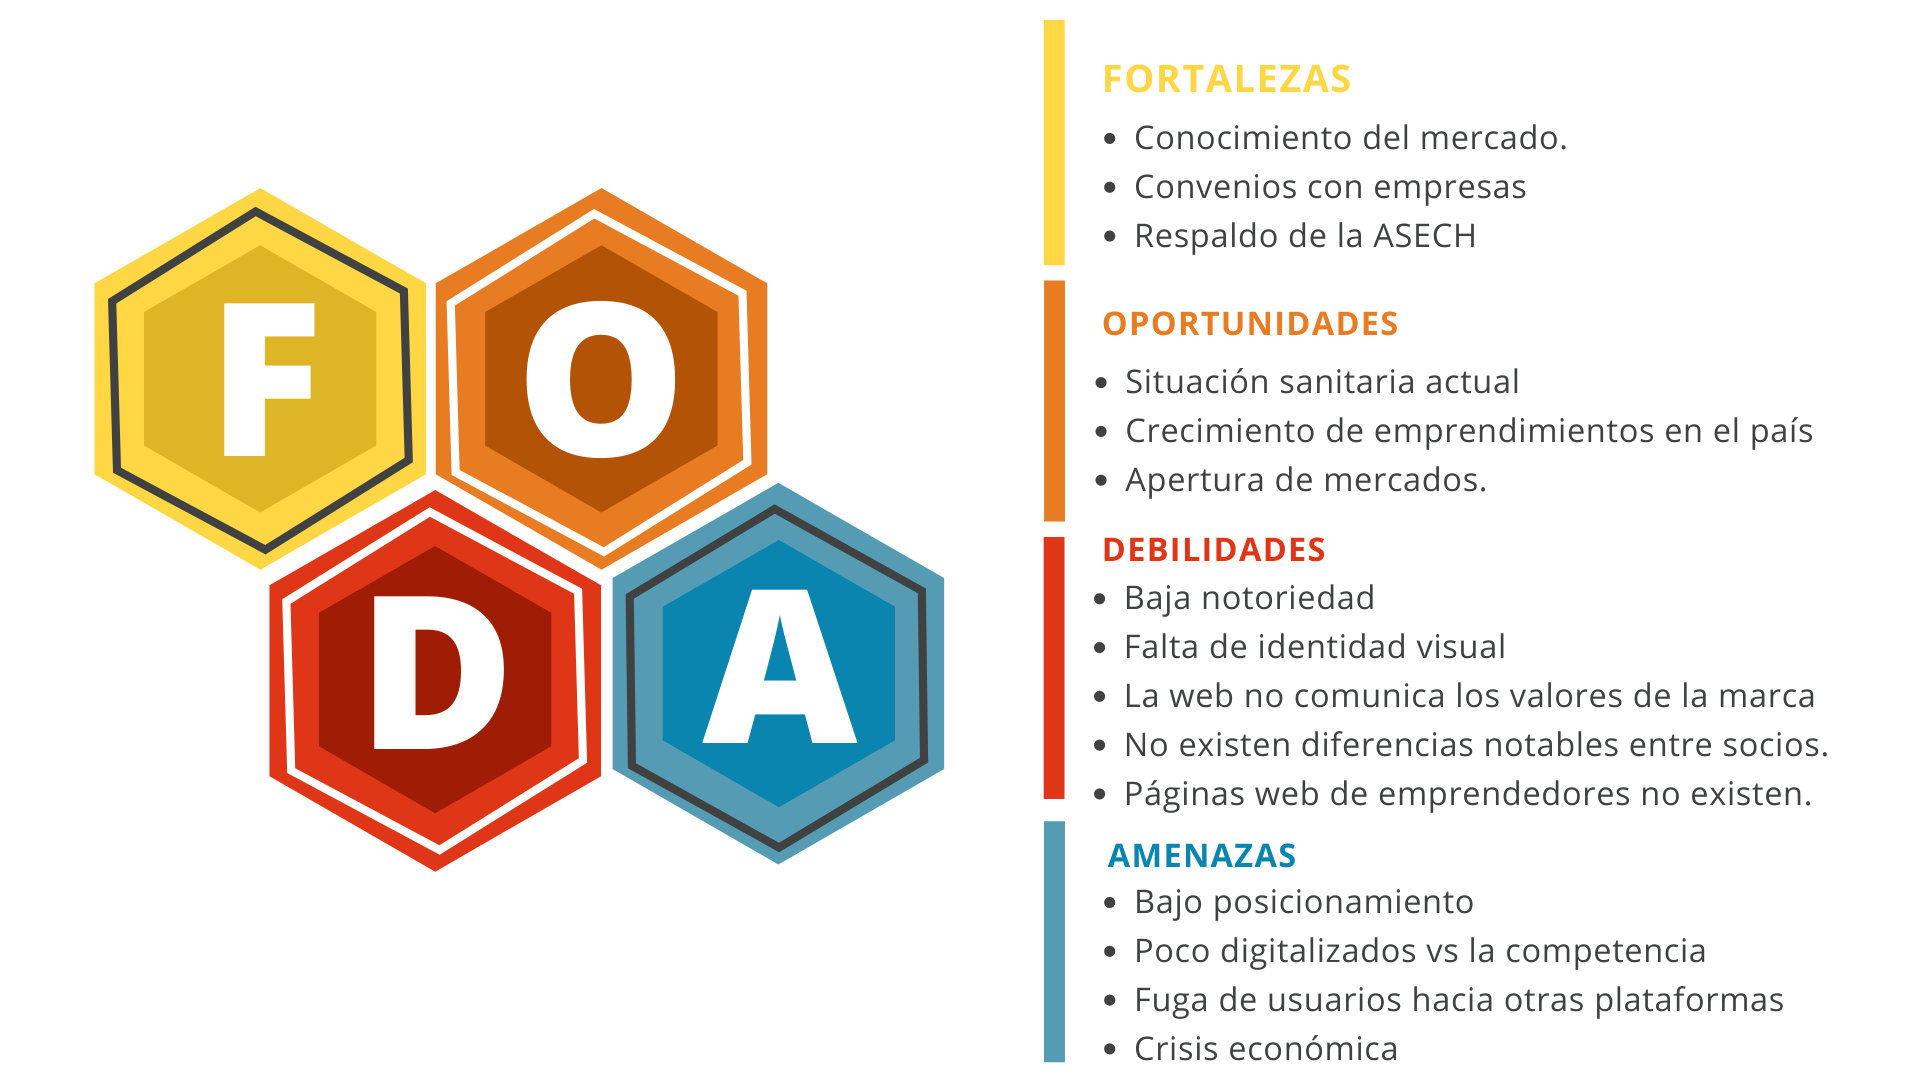 F O
D A
FORTALEZAS
• Conocimiento del mercado.
• Convenios con empresas
• Respaldo de la ASECH
OPORTUNIDADES
• Situación sanitaria actual
• Crecimiento de emprendimientos en el país
• Apertura de mercados.
DEBILIDADES
• Baja notoriedad
• Falta de identidad visual
• La web no comunica los valores de la marca
• No existen diferencias notables entre socios.
• Páginas web de emprendedores no existen.
AMENAZAS
• Bajo posicionamiento
• Poco digitalizados vs la competencia
• Fuga de usuarios hacia otras plataformas
• Crisis económica